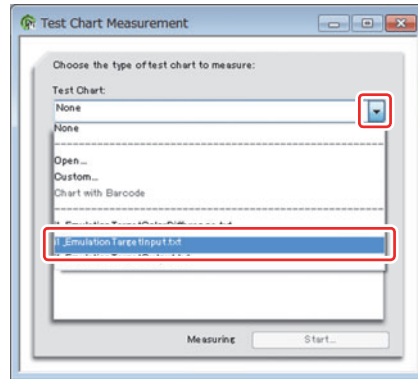 Test Chart Measurement
Choose the type of test chart to measure:
Test Chart:
None
None
Open...
Custom...
Chart with Barcode
i1_EmulationTargetInput.txt
Measuring
Start...